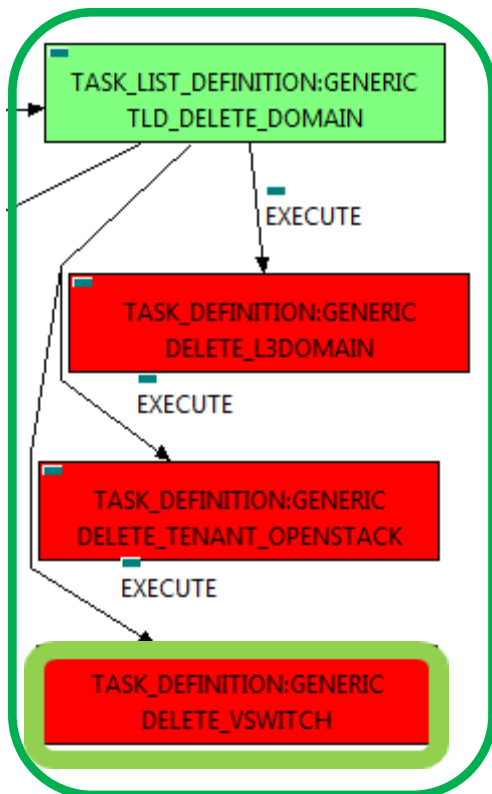 TASK_LIST_DEFINITION:GENERIC
TLD_DELETE_DOMAIN
EXECUTE
TASK_DEFINITION:GENERIC
DELETE_L3DOMAIN
EXECUTE
TASK_DEFINITION:GENERIC
DELETE_TENANT_OPENSTACK
EXECUTE
TASK_DEFINITION:GENERIC
DELETE_VSWITCH